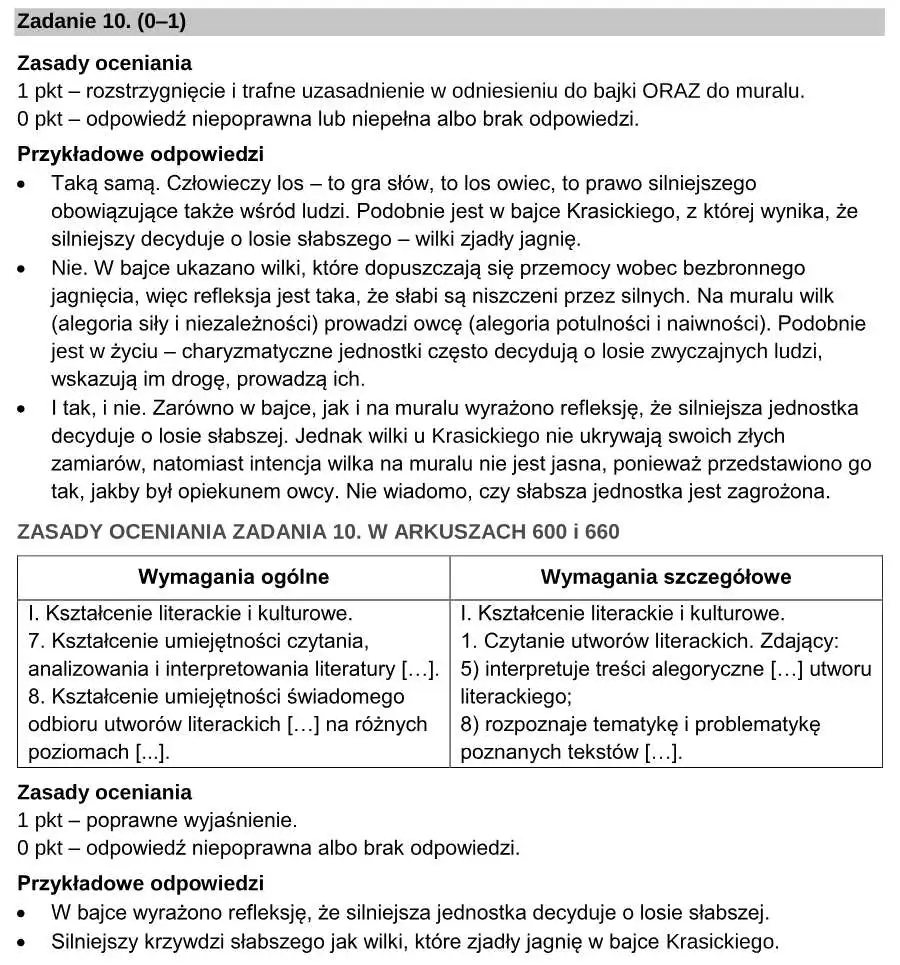 Zadanie 10. (0–1)
Zasady oceniania
1 pkt – rozstrzygnięcie i trafne uzasadnienie w odniesieniu do bajki ORAZ do muralu.
0 pkt – odpowiedź niepoprawna lub niepełna albo brak odpowiedzi.
Przykładowe odpowiedzi
• Taką samą. Człowieczy los – to gra słów, to los owiec, to prawo silniejszego
obowiązujące także wśród ludzi. Podobnie jest w bajce Krasickiego, z której wynika, że
silniejszy decyduje o losie słabszego – wilki zjadły jagnię.
• Nie. W bajce ukazano wilki, które dopuszczają się przemocy wobec bezbronnego
jagnięcia, więc refleksja jest taka, że słabi są niszczeni przez silnych. Na muralu wilk
(alegoria siły i niezależności) prowadzi owcę (alegoria potulności i naiwności). Podobnie
jest w życiu – charyzmatyczne jednostki często decydują o losie zwyczajnych ludzi,
wskazują im drogę, prowadzą ich.
• I tak, i nie. Zarówno w bajce, jak i na muralu wyrażono refleksję, że silniejsza jednostka
decyduje o losie słabszej. Jednak wilki u Krasickiego nie ukrywają swoich złych
zamiarów, natomiast intencja wilka na muralu nie jest jasna, ponieważ przedstawiono go
tak, jakby był opiekunem owcy. Nie wiadomo, czy słabsza jednostka jest zagrożona.
ZASADY OCENIANIA ZADANIA 10. W ARKUSZACH 600 i 660
Wymagania ogólne
I. Kształcenie literackie i kulturowe.
7. Kształcenie umiejętności czytania,
analizowania i interpretowania literatury […].
8. Kształcenie umiejętności świadomego
odbioru utworów literackich […] na różnych
poziomach [...].
Wymagania szczegółowe
I. Kształcenie literackie i kulturowe.
1. Czytanie utworów literackich. Zdający:
5) interpretuje treści alegoryczne […] utworu
literackiego;
8) rozpoznaje tematykę i problematykę
poznanych tekstów […].
Zasady oceniania
1 pkt – poprawne wyjaśnienie.
0 pkt – odpowiedź niepoprawna albo brak odpowiedzi.
Przykładowe odpowiedzi
• W bajce wyrażono refleksję, że silniejsza jednostka decyduje o losie słabszej.
• Silniejszy krzywdzi słabszego jak wilki, które zjadły jagnię w bajce Krasickiego.